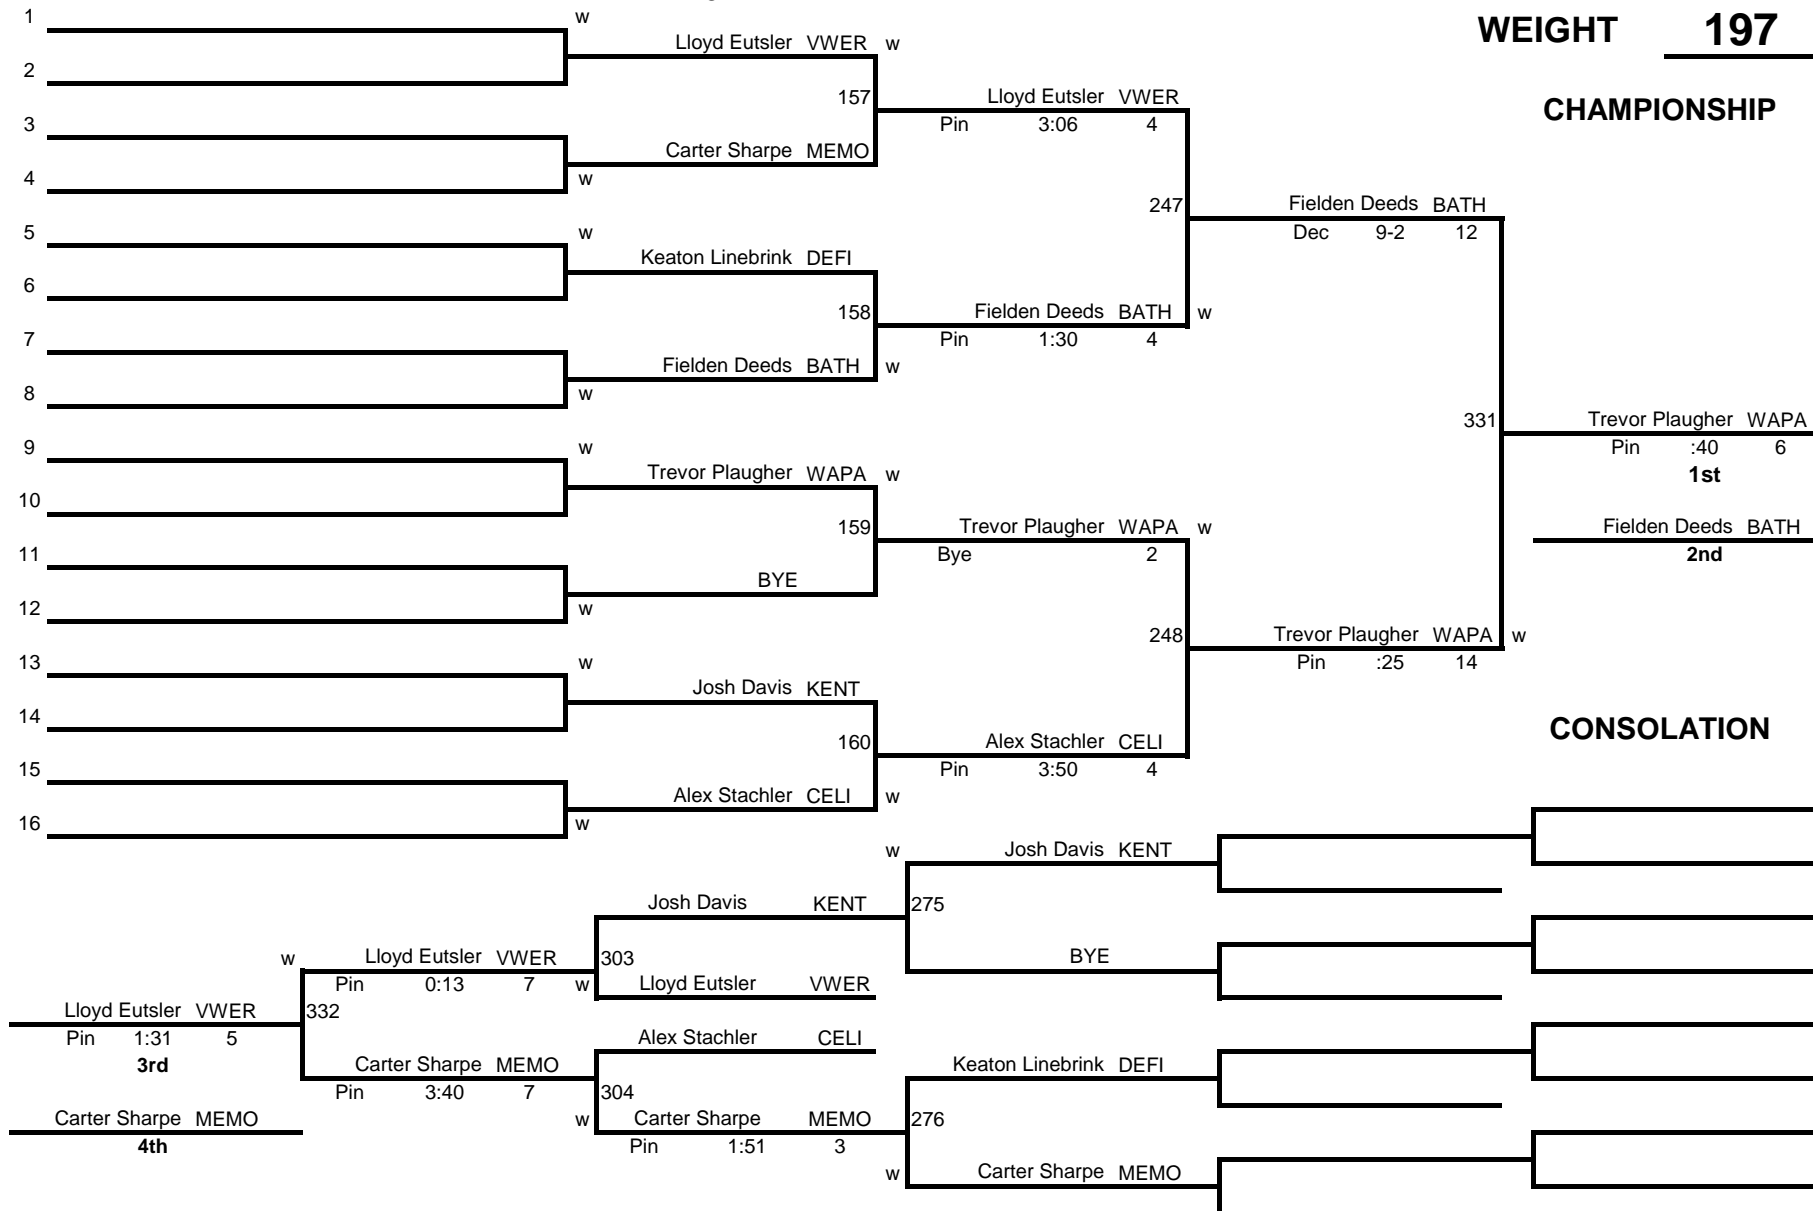 1 w
Lloyd Eutsler VWER w
WEIGHT 197
2
157 Lloyd Eutsler VWER
Pin 3:06 4
CHAMPIONSHIP
3
Carter Sharpe MEMO
4 w
247 Fielden Deeds BATH
Dec 9-2 12
5 w
Keaton Linebrink DEFI
6
158 Fielden Deeds BATH w
Pin 1:30 4
7
Fielden Deeds BATH w
8 w
331 Trevor Plaugher WAPA
Pin :40 6
1st
9 w
Trevor Plaugher WAPA w
10
159 Trevor Plaugher WAPA w
Bye 2
Fielden Deeds BATH
2nd
11
BYE
12 w
248 Trevor Plaugher WAPA w
Pin :25 14
13 w
Josh Davis KENT
14
CONSOLATION
160 Alex Stachler CELI
Pin 3:50 4
15
Alex Stachler CELI w
16 w
w Josh Davis KENT
Josh Davis KENT 275
w Lloyd Eutsler VWER 303 BYE
Pin 0:13 7 w Lloyd Eutsler VWER
Lloyd Eutsler VWER 332
Pin 1:31 5
3rd
Alex Stachler CELI
Carter Sharpe MEMO Keaton Linebrink DEFI
Pin 3:40 7 304
Carter Sharpe MEMO w Carter Sharpe MEMO 276
4th Pin 1:51 3
w Carter Sharpe MEMO